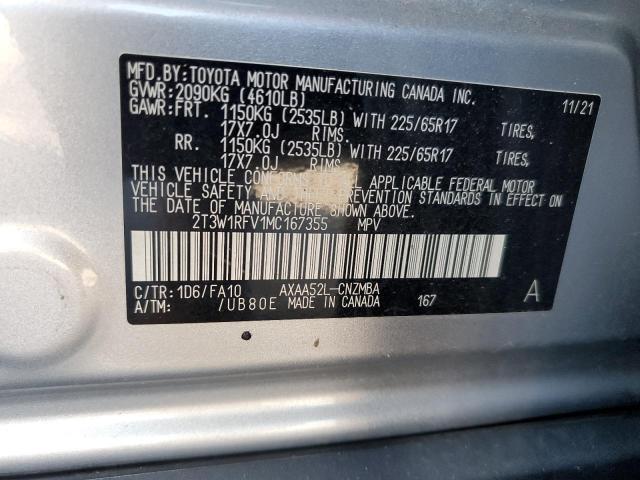 MFD.BY: TOYOTA MOTOR MANUFACTURING CANADA INC.
GVWR: 2090KG (4610LB) 11/21
GAWR: FRT. 1150KG (2535LB) WITH 225/65R17 TIRES,
17X7.0J RIMS.
RR. 1150KG (2535LB) WITH 225/65R17 TIRES,
17X7.0J RIMS.
THIS VEHICLE CONFORMS ALL APPLICABLE FEDERAL MOTOR
VEHICLE SAFETY PREVENTION STANDARDS IN EFFECT ON
THE DATE OF MANUFACTURE SHOWN ABOVE.
2T3W1RFV1MC167355 MPV
C/TR: 1D6/FA10 AXAA52L-CNZMBA A
A/TM: /UB80E MADE IN CANADA 167